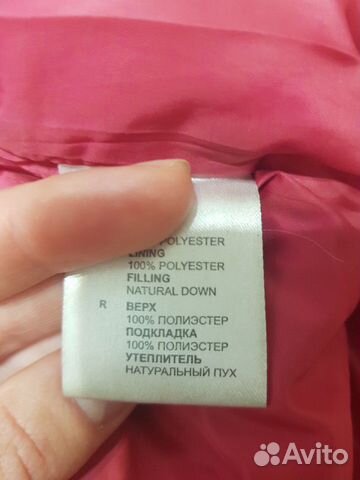 POLYESTER
LINING
100% POLYESTER
FILLING
NATURAL DOWN
R ВЕРХ
100% ПОЛИЭСТЕР
ПОДКЛАДКА
100% ПОЛИЭСТЕР
УТЕПЛИТЕЛЬ
НАТУРАЛЬНЫЙ ПУХ
Avito